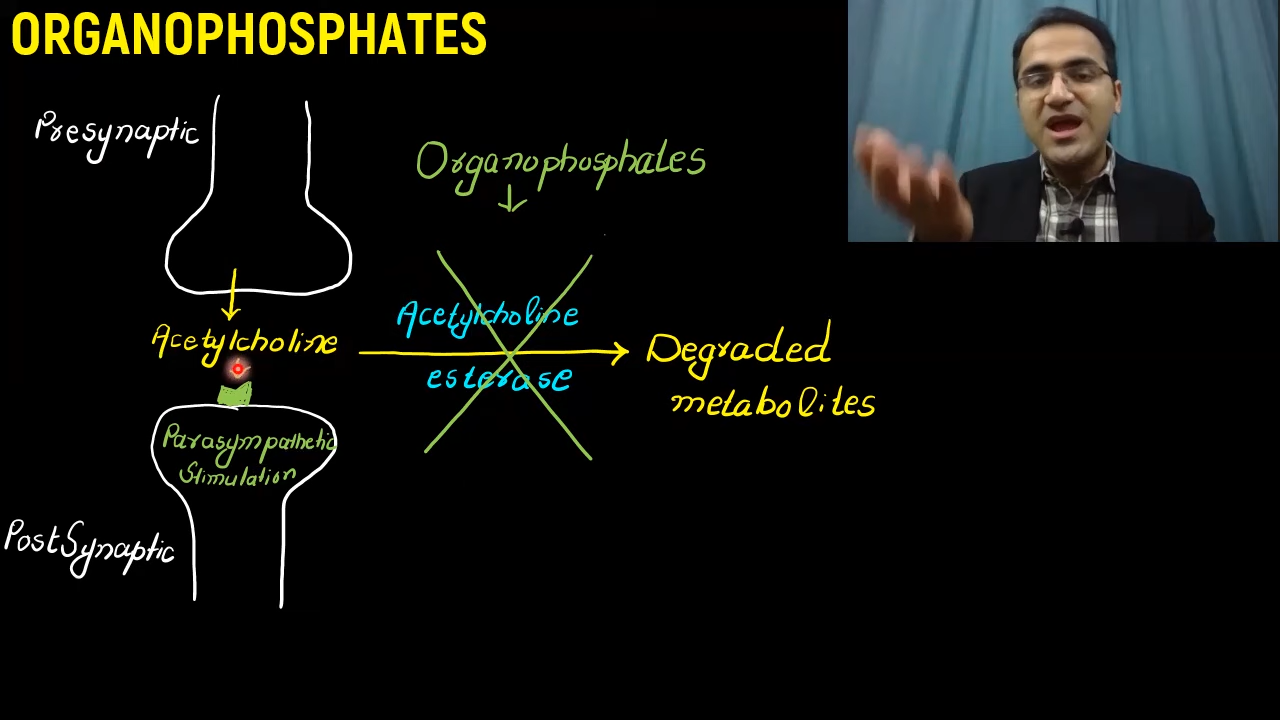 ORGANOPHOSPHATES
Presynaptic
Organophosphates
Acetylcholine
Acetylcholine
esterase
Degraded
metabolites
Parasympathetic
Stimulation
PostSynaptic